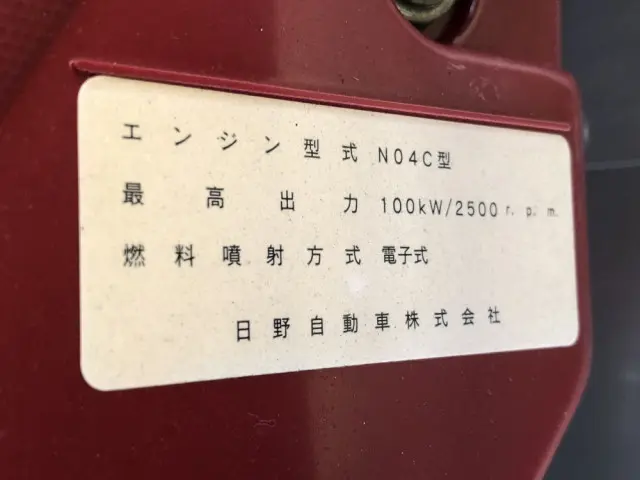 エンジン型式 N04C型
最高出力 100kW/2500 r.p.m.
燃料噴射方式 電子式
日野自動車株式会社